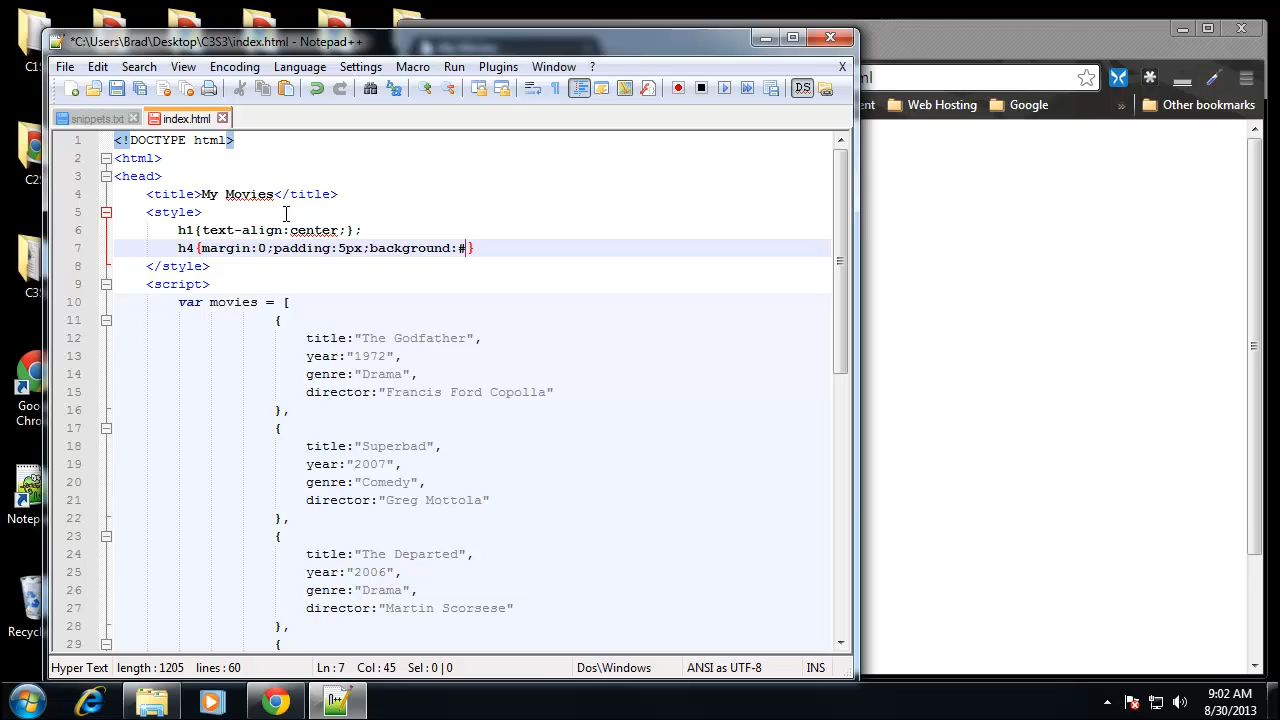 *C:\Users\Brad\Desktop\C3S3\index.html - Notepad++
File Edit Search View Encoding Language Settings Macro Run Plugins Window ? X
snippets.txt index.html
1 <!DOCTYPE html>
2 <html>
3 <head>
4 <title>My Movies</title>
5 <style>
6 h1{text-align:center;};
7 h4{margin:0;padding:5px;background:#}
8 </style>
9 <script>
10 var movies = [
11 {
12 title:"The Godfather",
13 year:"1972",
14 genre:"Drama",
15 director:"Francis Ford Copolla"
16 },
17 {
18 title:"Superbad",
19 year:"2007",
20 genre:"Comedy",
21 director:"Greg Mottola"
22 },
23 {
24 title:"The Departed",
25 year:"2006",
26 genre:"Drama",
27 director:"Martin Scorsese"
28 },
29 {
Hyper Text length : 1205 lines : 60 Ln : 7 Col : 45 Sel : 0 | 0 Dos\Windows ANSI as UTF-8 INS
Web Hosting Google » Other bookmarks
C1S
C2S
C3S
Goo
Chro
Notep
Recyc
9:02 AM
8/30/2013